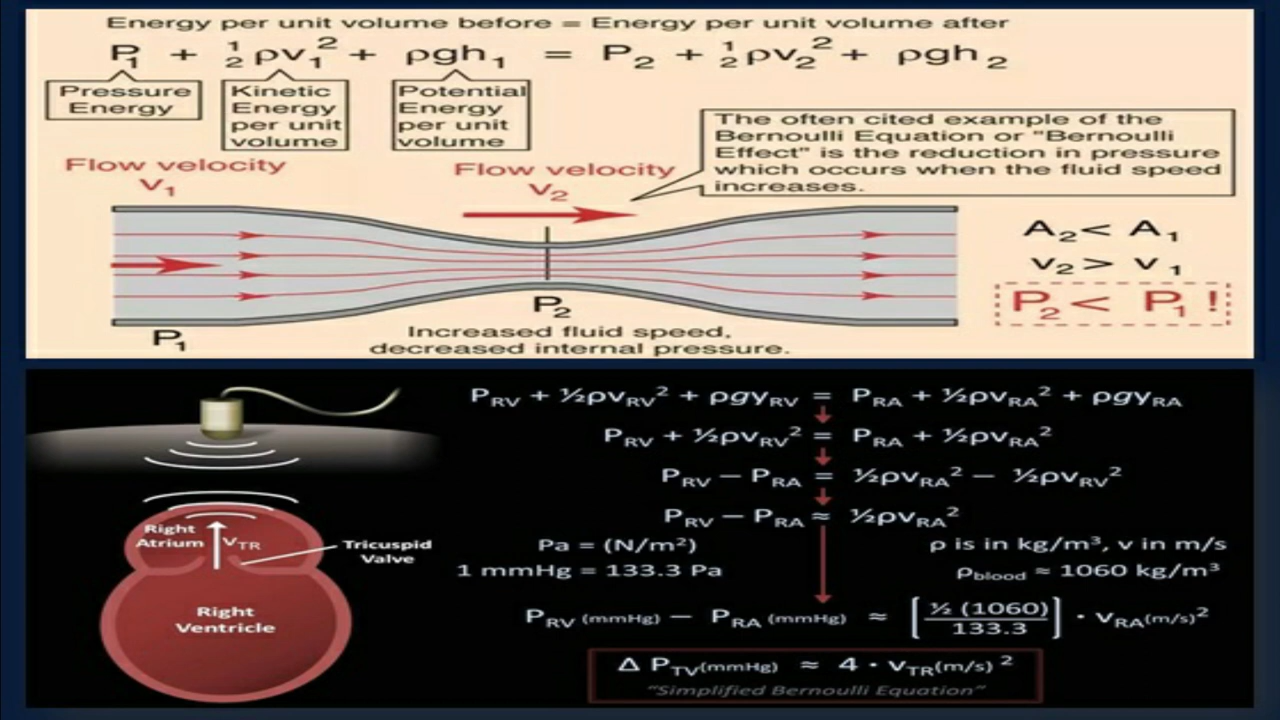 Energy per unit volume before = Energy per unit volume after
P₁ + ½ρv₁² + ρgh₁ = P₂ + ½ρv₂² + ρgh₂
Pressure
Energy
Kinetic
Energy
per unit
volume
Potential
Energy
per unit
volume
The often cited example of the
Bernoulli Equation or "Bernoulli
Effect" is the reduction in pressure
which occurs when the fluid speed
increases.
Flow velocity
v₁
Flow velocity
v₂
A₂ < A₁
v₂ > v₁
P₂ < P₁ !
P₁
P₂
Increased fluid speed,
decreased internal pressure.
Right
Atrium
vTR
Tricuspid
Valve
Right
Ventricle
PRV + ½ρvRV² + ρgyRV = PRA + ½ρvRA² + ρgyRA
PRV + ½ρvRV² = PRA + ½ρvRA²
PRV − PRA = ½ρvRA² − ½ρvRV²
PRV − PRA ≈ ½ρvRA²
Pa = (N/m²)
1 mmHg = 133.3 Pa
ρ is in kg/m³, v in m/s
ρblood ≈ 1060 kg/m³
PRV (mmHg) − PRA (mmHg) ≈ [½ (1060) / 133.3] · vRA(m/s)²
Δ PTV(mmHg) ≈ 4 · vTR(m/s)²
"Simplified Bernoulli Equation"